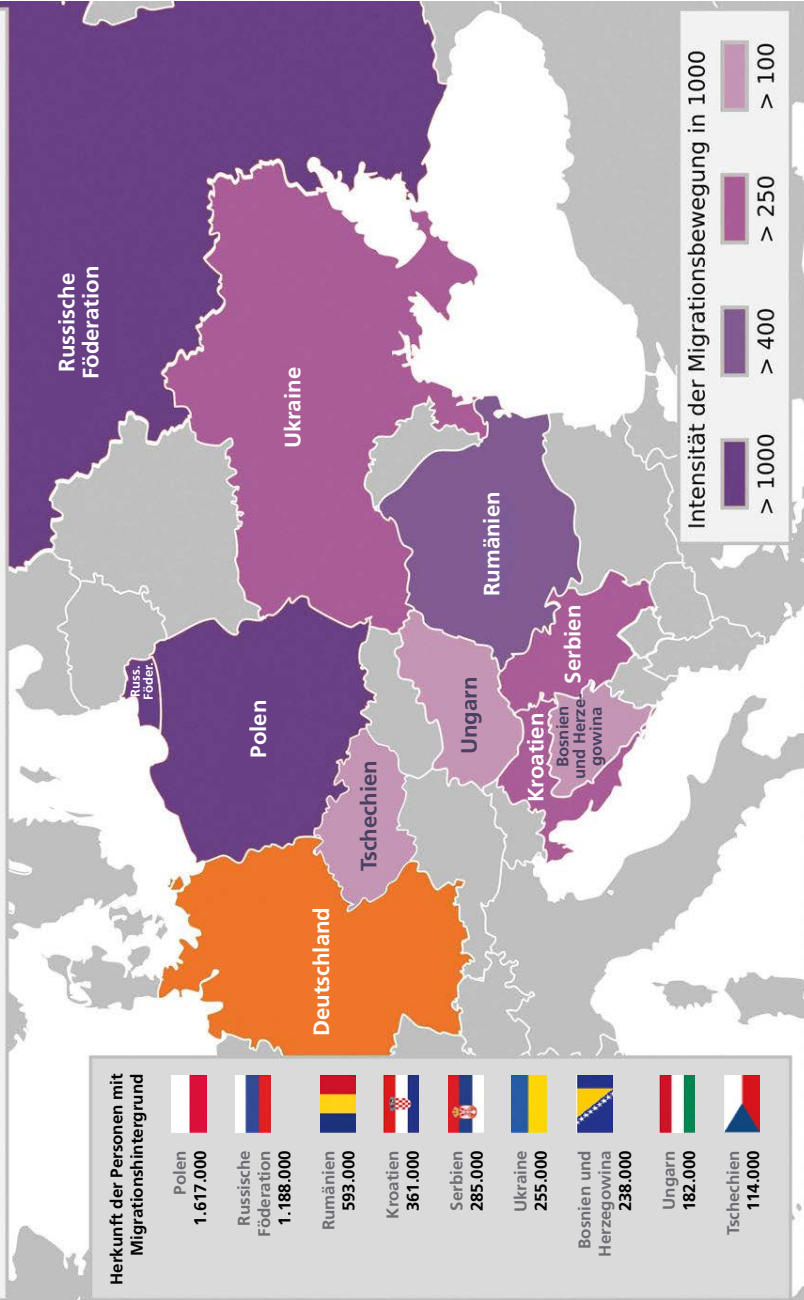 Herkunft der Personen mit
Migrationshintergrund
Polen
1.617.000
Russische
Föderation
1.188.000
Rumänien
593.000
Kroatien
361.000
Serbien
285.000
Ukraine
255.000
Bosnien und
Herzegowina
238.000
Ungarn
182.000
Tschechien
114.000
Deutschland
Polen
Russ.
Föder.
Russische
Föderation
Ukraine
Tschechien
Ungarn
Rumänien
Kroatien
Bosnien
und Herze-
gowina
Serbien
Intensität der Migrationsbewegung in 1000
> 1000
> 400
> 250
> 100